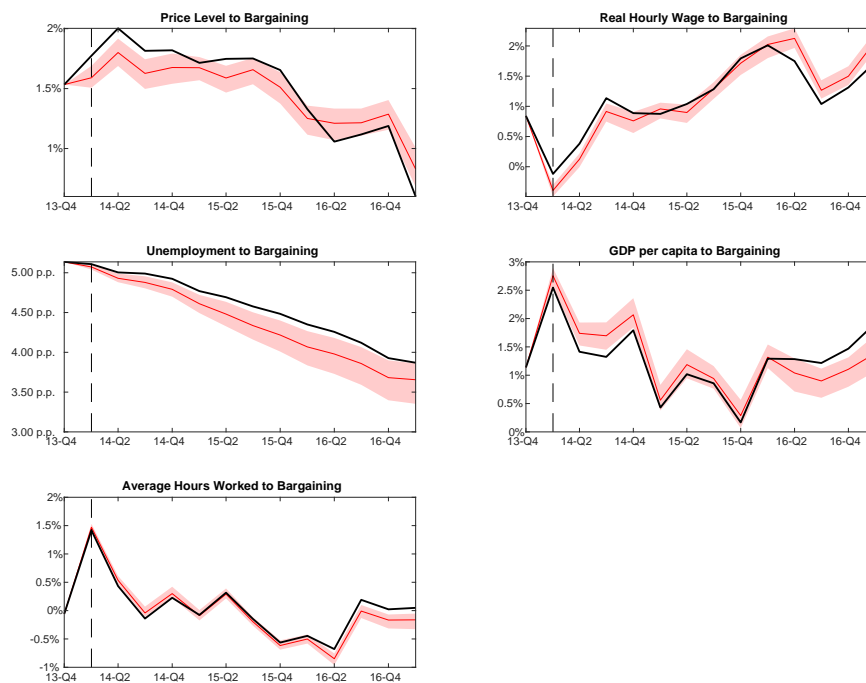 Price Level to Bargaining
2%
1.5%
1%
13-Q4 14-Q2 14-Q4 15-Q2 15-Q4 16-Q2 16-Q4
Real Hourly Wage to Bargaining
2%
1.5%
1%
0.5%
0%
13-Q4 14-Q2 14-Q4 15-Q2 15-Q4 16-Q2 16-Q4
Unemployment to Bargaining
5.00 p.p.
4.50 p.p.
4.00 p.p.
3.50 p.p.
3.00 p.p.
13-Q4 14-Q2 14-Q4 15-Q2 15-Q4 16-Q2 16-Q4
GDP per capita to Bargaining
3%
2.5%
2%
1.5%
1%
0.5%
0%
13-Q4 14-Q2 14-Q4 15-Q2 15-Q4 16-Q2 16-Q4
Average Hours Worked to Bargaining
2%
1.5%
1%
0.5%
0%
-0.5%
-1%
13-Q4 14-Q2 14-Q4 15-Q2 15-Q4 16-Q2 16-Q4